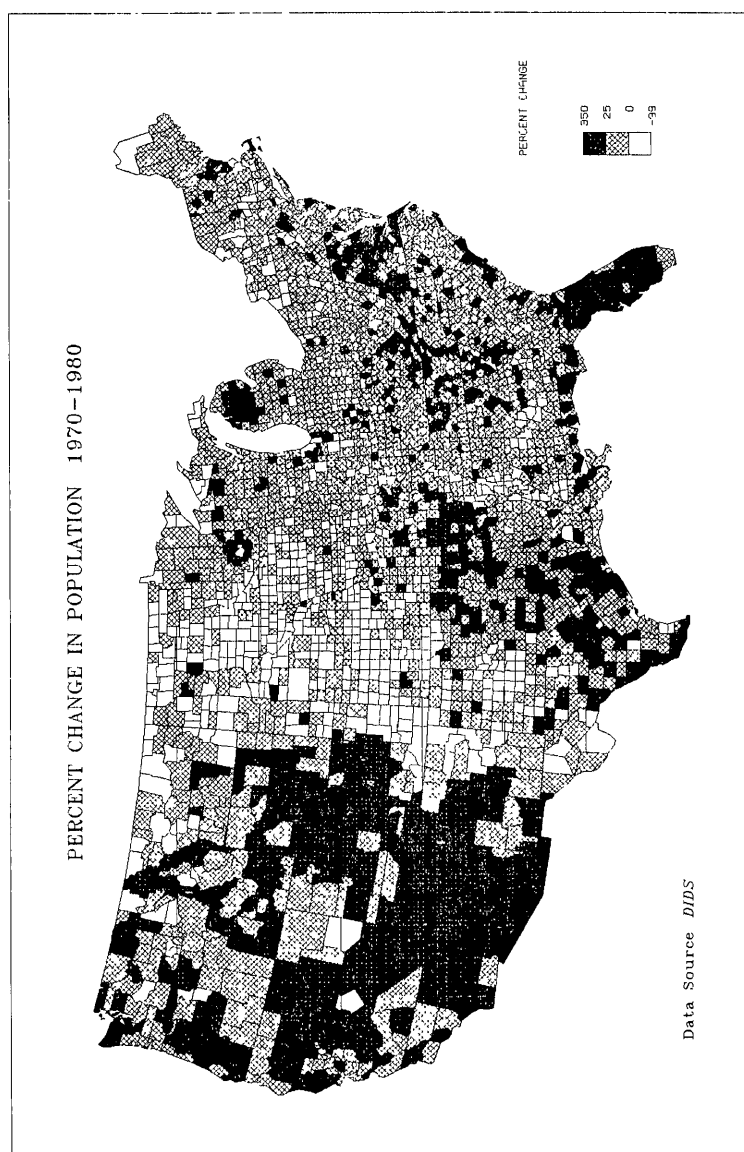 PERCENT CHANGE IN POPULATION 1970-1980
PERCENT CHANGE
350
25
0
-99
Data Source DIDS